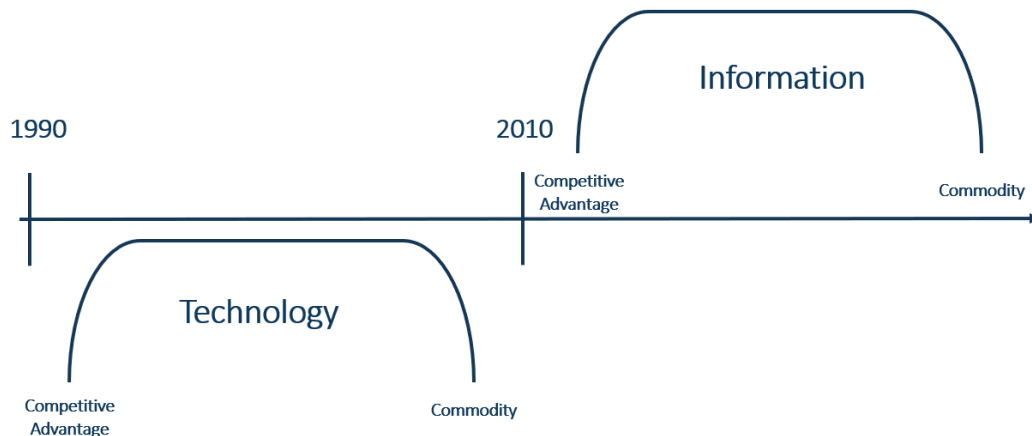 Information
1990
2010
Competitive
Advantage
Commodity
Technology
Competitive
Advantage
Commodity